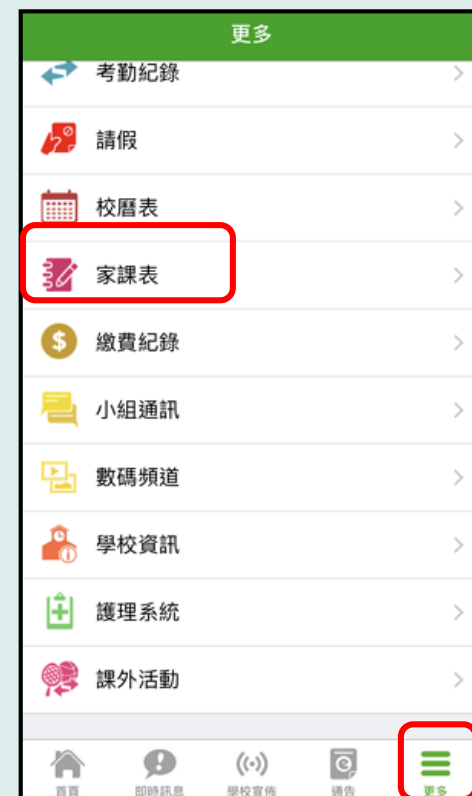 更多
考勤紀錄
請假
校曆表
家課表
繳費紀錄
小組通訊
數碼頻道
學校資訊
護理系統
課外活動
首頁 即時訊息 學校宣佈 通告 更多